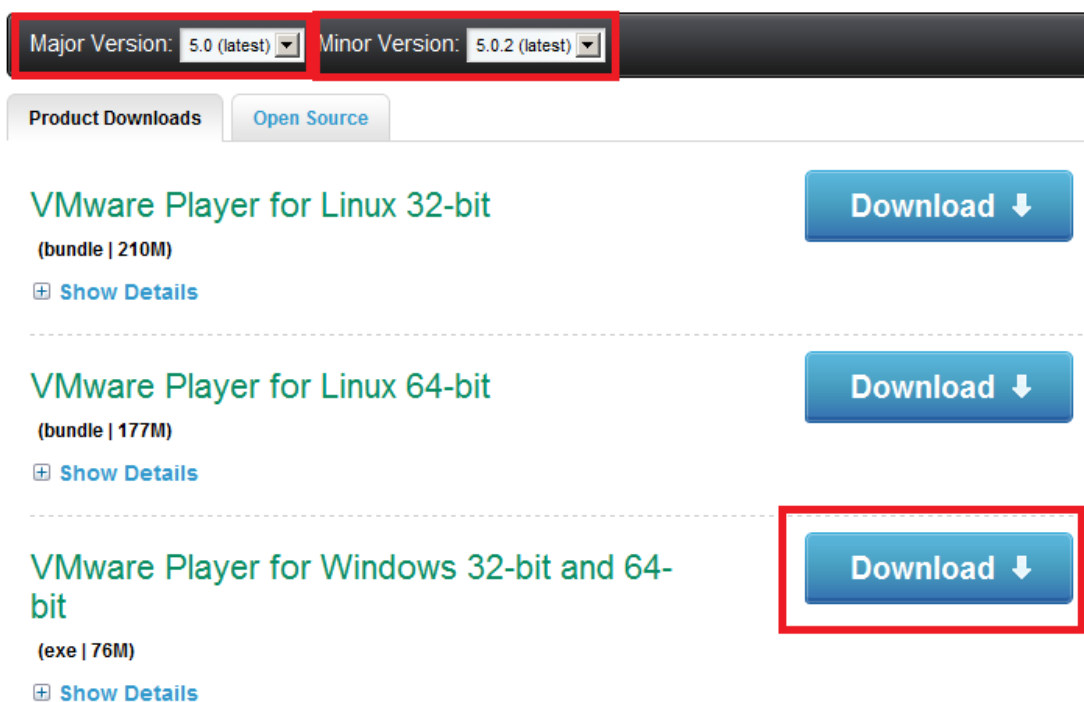 Major Version: 5.0 (latest) Minor Version: 5.0.2 (latest)
Product Downloads Open Source
VMware Player for Linux 32-bit Download
(bundle | 210M)
Show Details
VMware Player for Linux 64-bit Download
(bundle | 177M)
Show Details
VMware Player for Windows 32-bit and 64- Download
bit
(exe | 76M)
Show Details